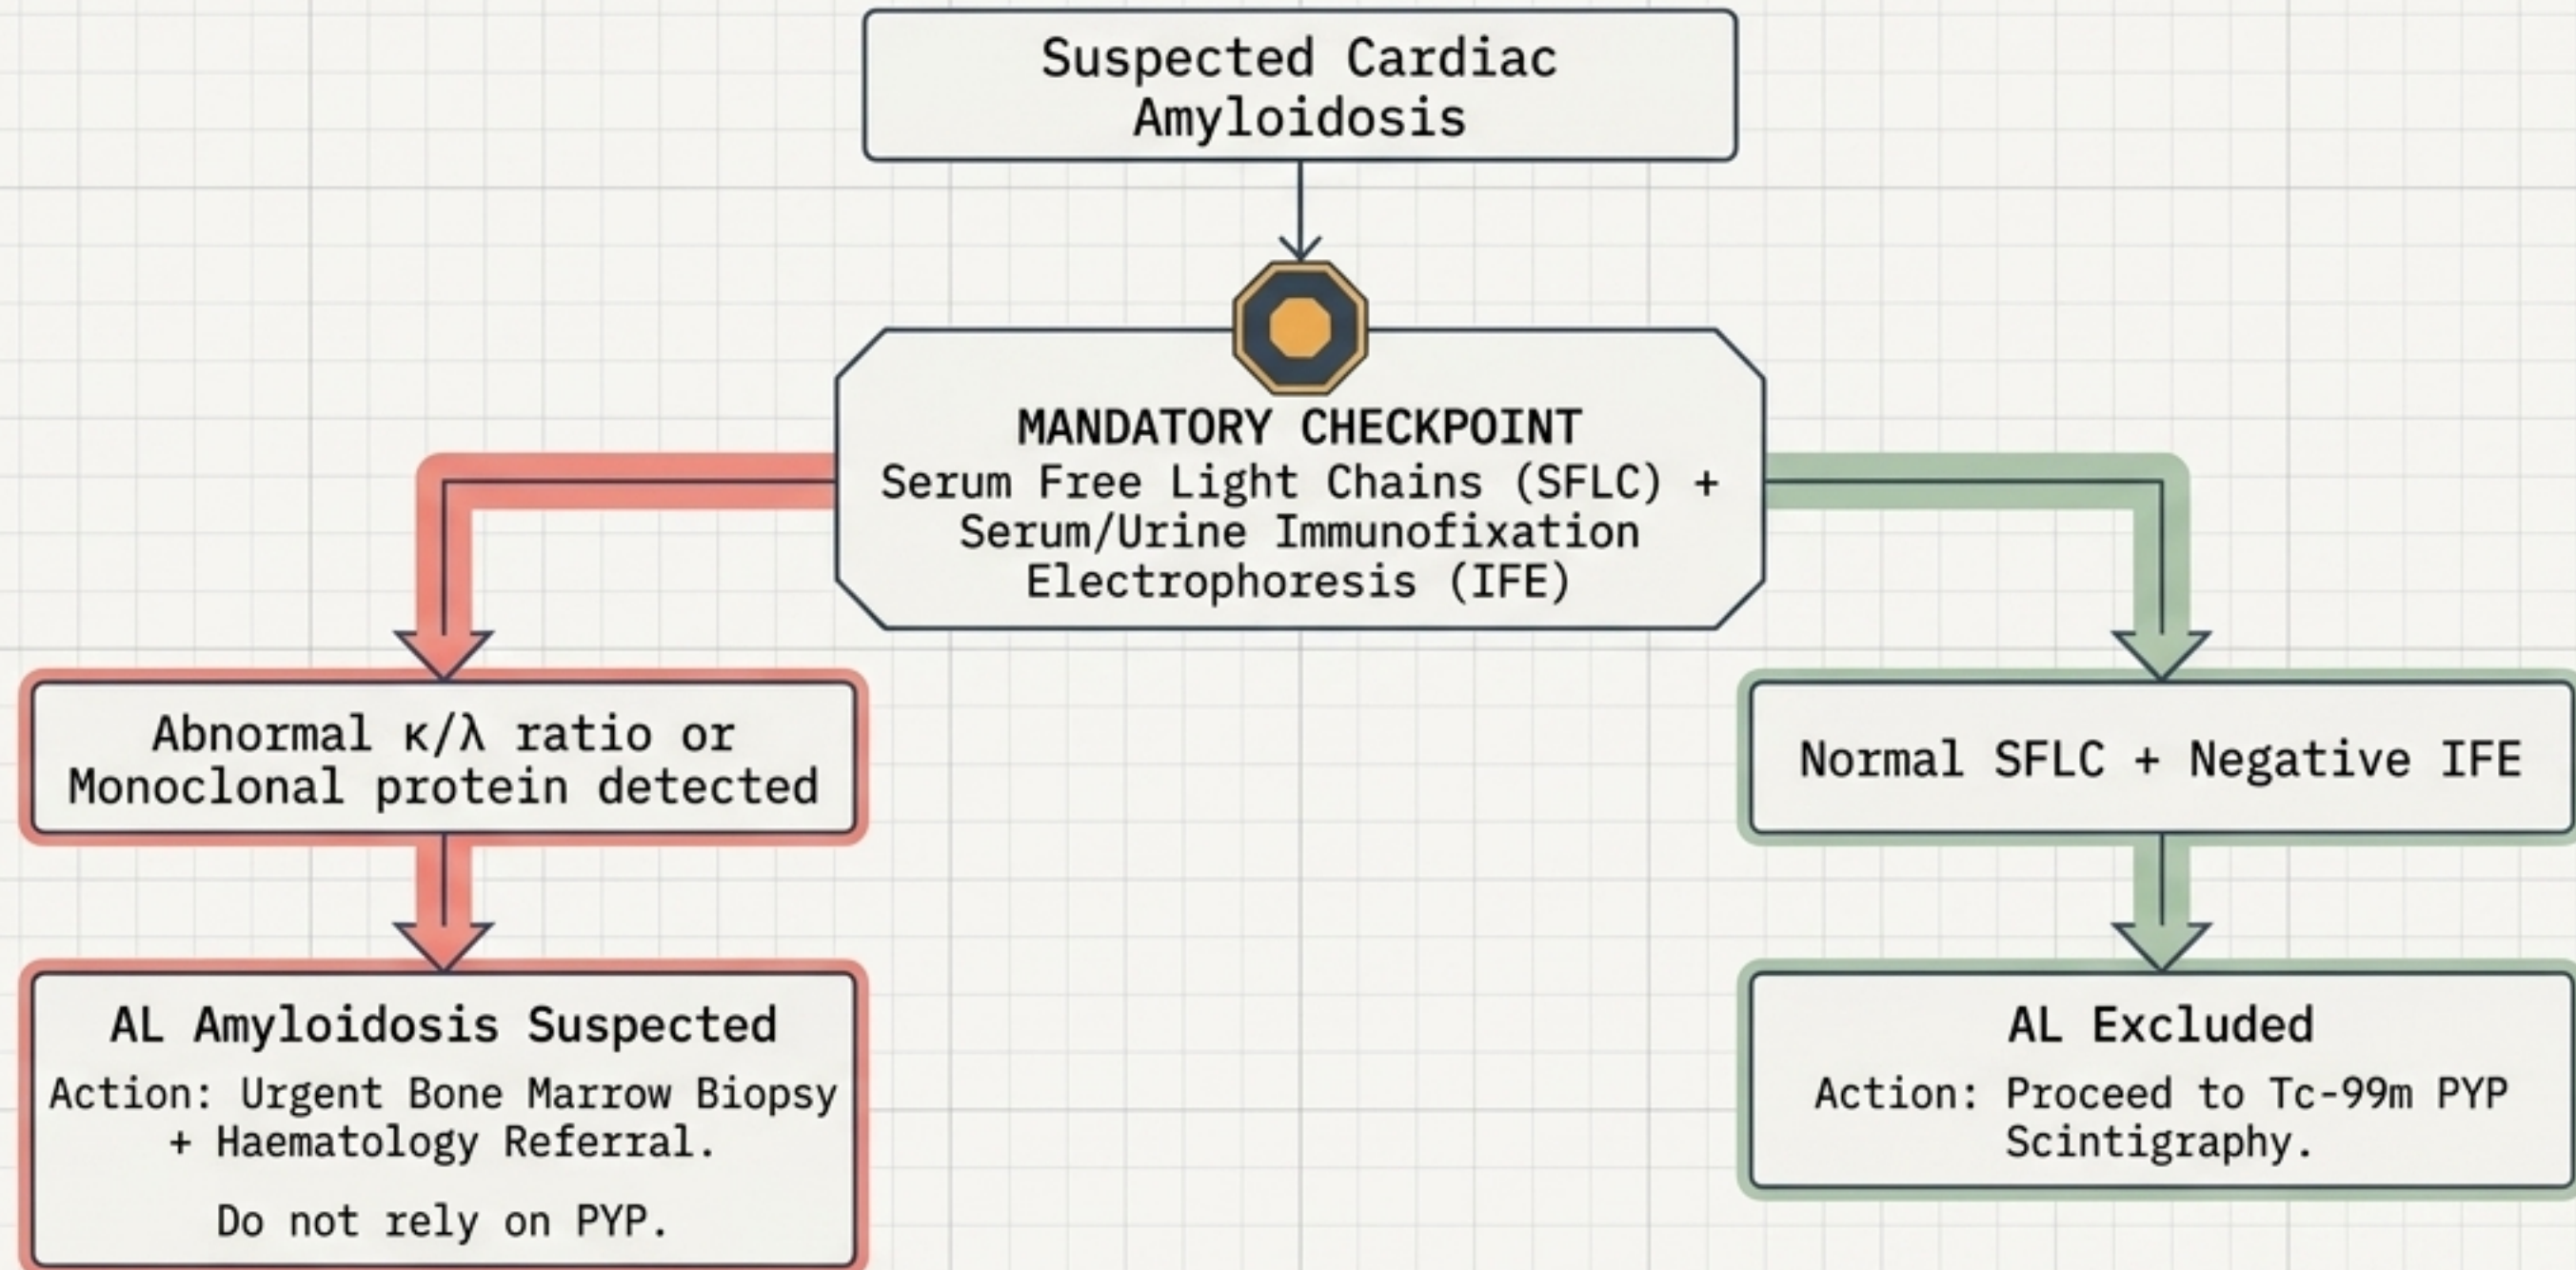 Suspected Cardiac
Amyloidosis
MANDATORY CHECKPOINT
Serum Free Light Chains (SFLC) +
Serum/Urine Immunofixation
Electrophoresis (IFE)
Abnormal κ/λ ratio or
Monoclonal protein detected
Normal SFLC + Negative IFE
AL Amyloidosis Suspected
Action: Urgent Bone Marrow Biopsy
+ Haematology Referral.
Do not rely on PYP.
AL Excluded
Action: Proceed to Tc-99m PYP
Scintigraphy.